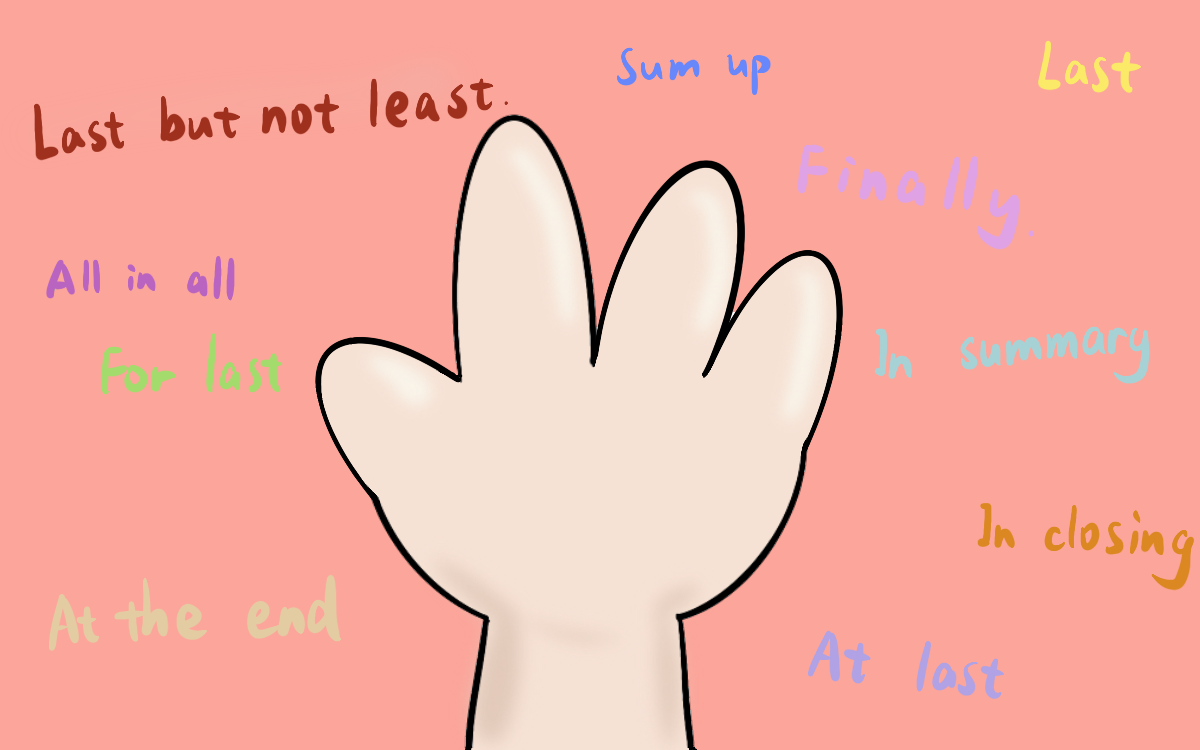 Sum up
Last
Last but not least.
Finally.
All in all
For last
In summary
In closing
At the end
At last